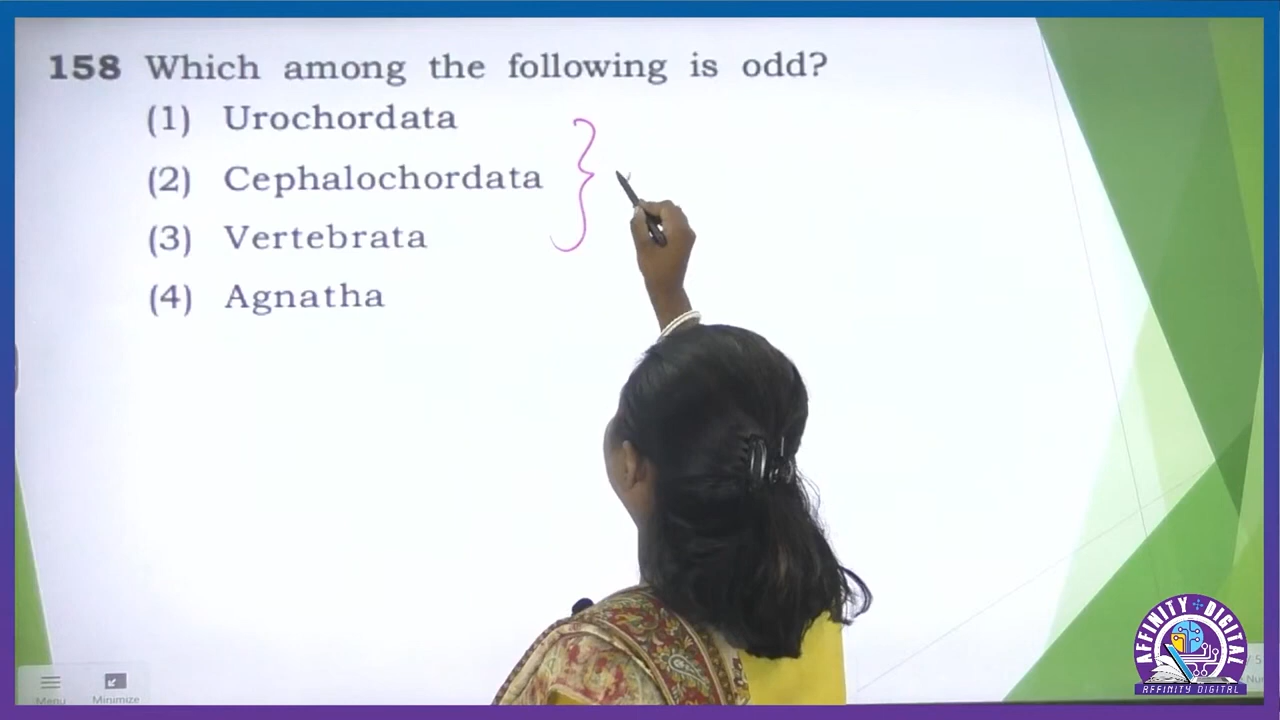 158 Which among the following is odd?
(1) Urochordata
(2) Cephalochordata
(3) Vertebrata
(4) Agnatha
Menu
Minimize
AFFINITY DIGITAL
AFFINITY DIGITAL